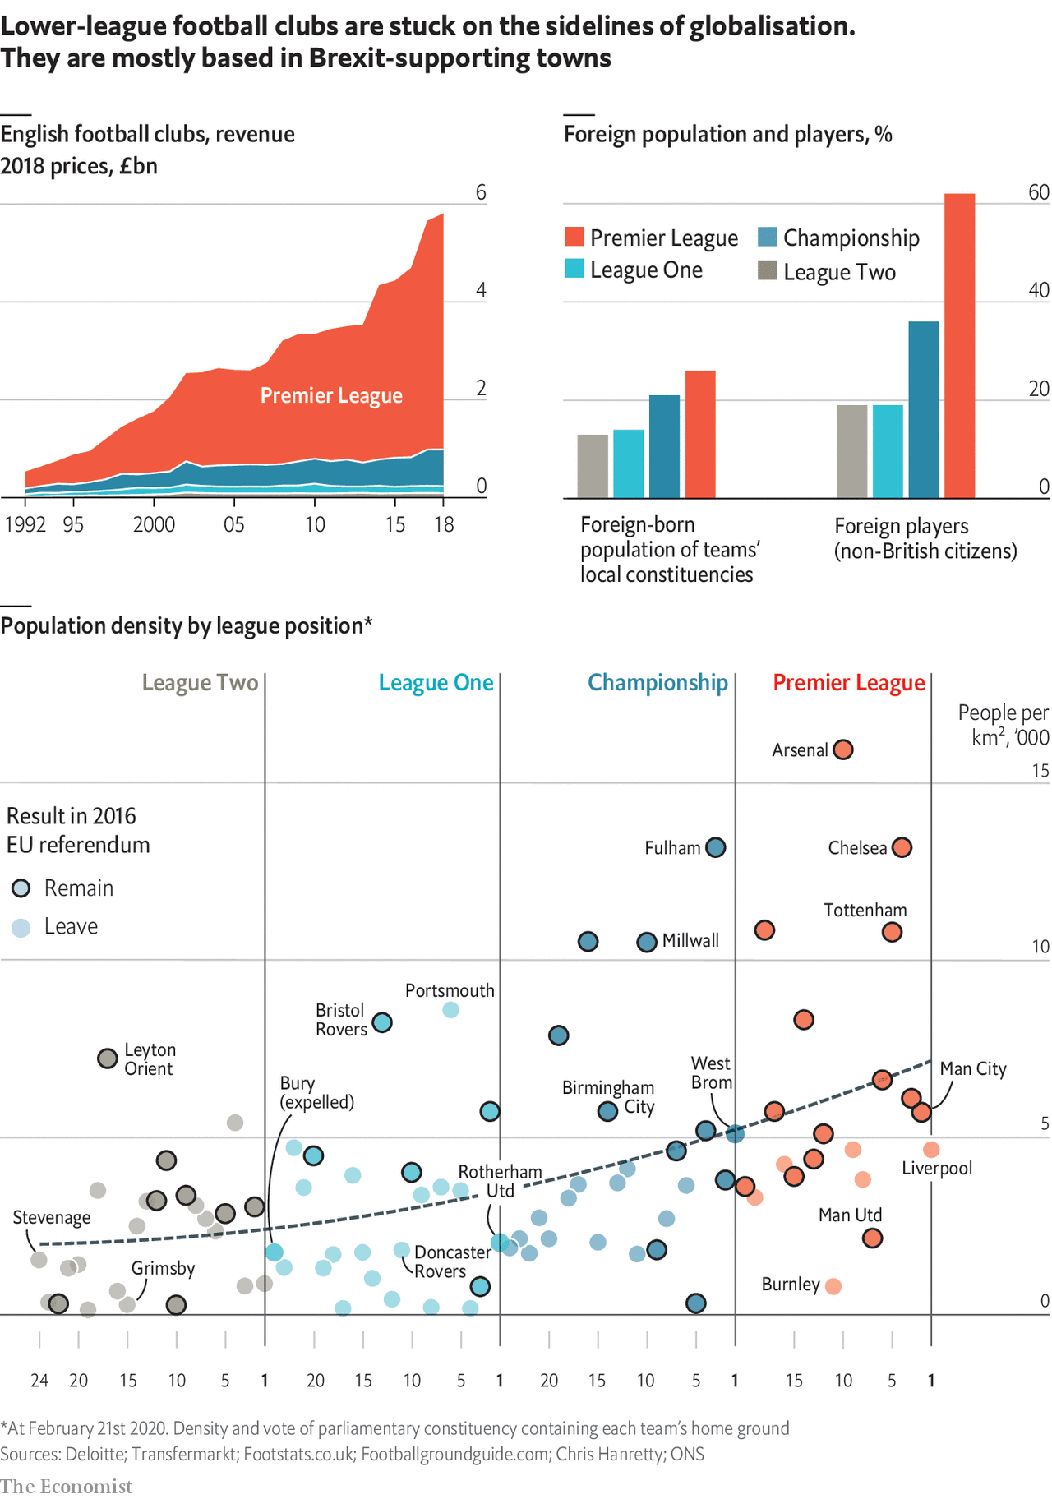 Lower-league football clubs are stuck on the sidelines of globalisation.
They are mostly based in Brexit-supporting towns
English football clubs, revenue
2018 prices, £bn
6
4
2
0
Premier League
1992 95 2000 05 10 15 18
Foreign population and players, %
60
40
20
0
Premier League Championship
League One League Two
Foreign-born
population of teams'
local constituencies
Foreign players
(non-British citizens)
Population density by league position*
League Two League One Championship Premier League
People per
km², '000
15
10
5
0
Result in 2016
EU referendum
Remain
Leave
Arsenal
Fulham
Chelsea
Tottenham
Millwall
Portsmouth
Bristol
Rovers
Leyton
Orient
Bury
(expelled)
Birmingham
City
West
Brom
Man City
Rotherham
Utd
Liverpool
Stevenage
Man Utd
Grimsby
Doncaster
Rovers
Burnley
24 20 15 10 5 1 20 15 10 5 1 20 15 10 5 1 15 10 5 1
*At February 21st 2020. Density and vote of parliamentary constituency containing each team's home ground
Sources: Deloitte; Transfermarkt; Footstats.co.uk; Footballgroundguide.com; Chris Hanretty; ONS
The Economist